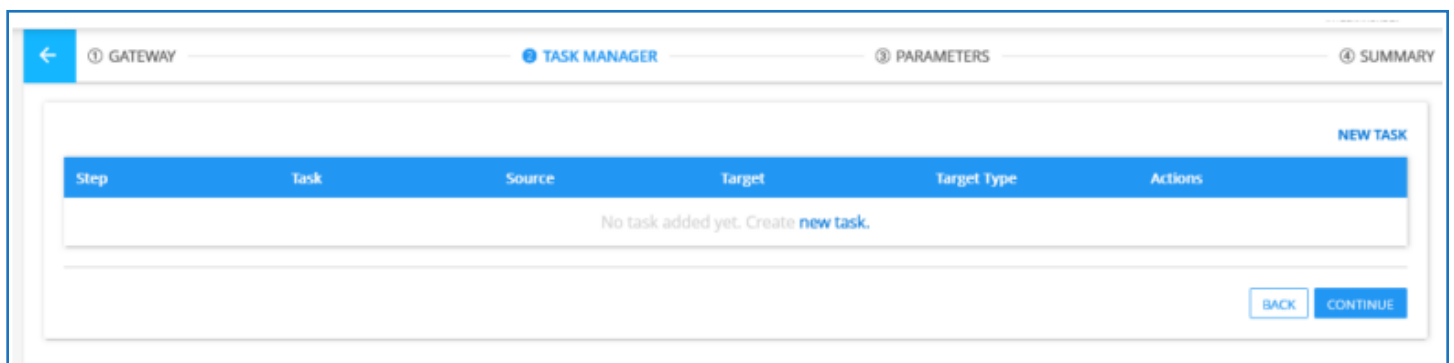 ① GATEWAY ② TASK MANAGER ③ PARAMETERS ④ SUMMARY
NEW TASK
Step Task Source Target Target Type Actions
No task added yet. Create new task.
BACK CONTINUE